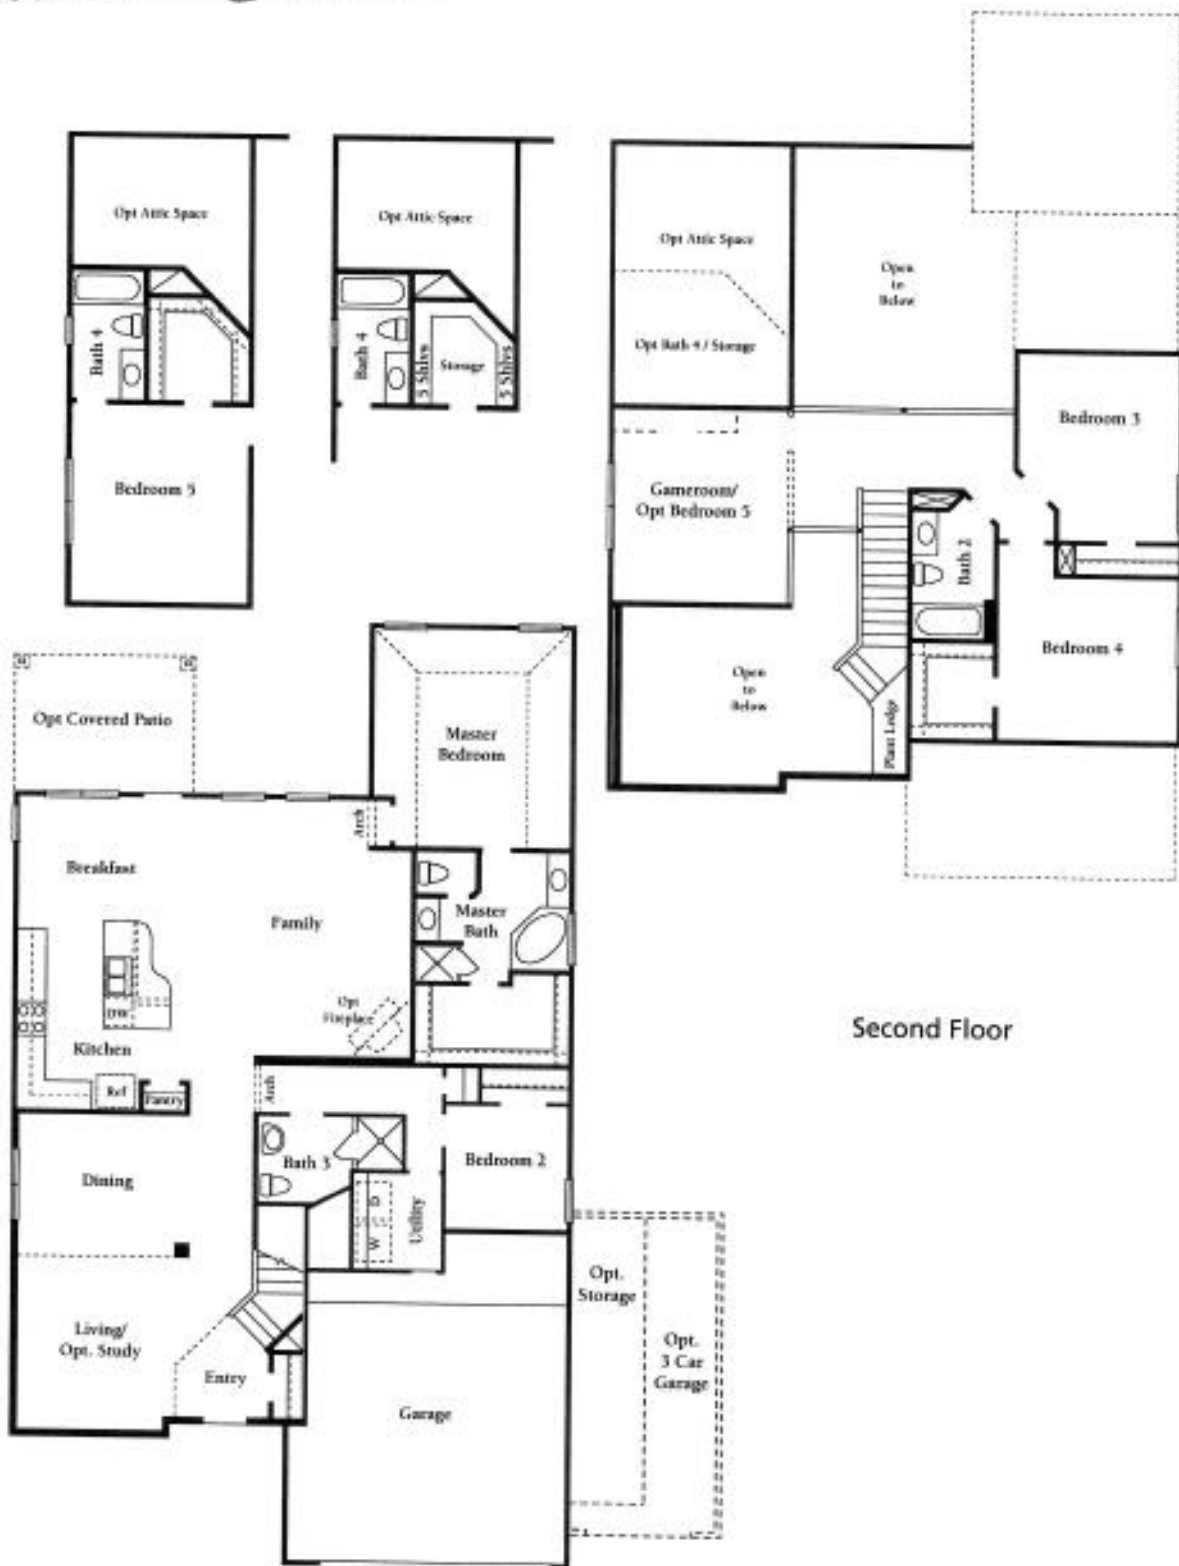 Opt Attic Space
Bath 4
Bedroom 5
Opt Attic Space
Bath 4
5 Shlvs
Storage
5 Shlvs
Opt Attic Space
Opt Bath 4 / Storage
Open
to
Below
Gameroom/
Opt Bedroom 5
Bedroom 3
Bath 2
Bedroom 4
Open
to
Below
Plant Ledge
Second Floor
Opt Covered Patio
Master
Bedroom
Arch
Breakfast
Family
Master
Bath
DW
Opt
Fireplace
Kitchen
Ref
Pantry
Arch
Bath 3
Bedroom 2
Dining
D
W
Utility
Living/
Opt. Study
Entry
Garage
Opt.
Storage
Opt.
3 Car
Garage